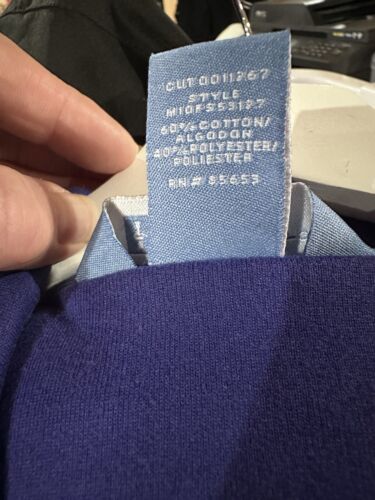 CUT 0011267
STYLE
M10FS53127
60% COTTON/
ALGODON
40% POLYESTER/
POLIESTER
RN# 85653